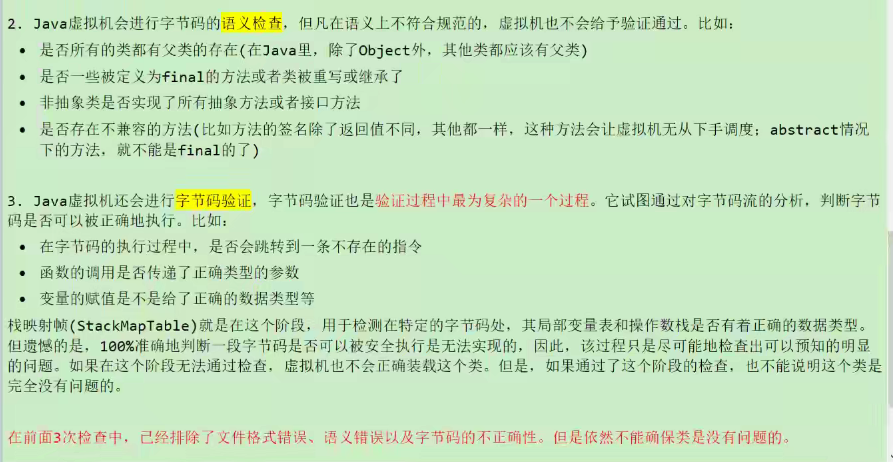 2. Java虚拟机会进行字节码的语义检查，但凡在语义上不符合规范的，虚拟机也不会给予验证通过。比如：
• 是否所有的类都有父类的存在(在Java里，除了Object外，其他类都应该有父类)
• 是否一些被定义为final的方法或者类被重写或继承了
• 非抽象类是否实现了所有抽象方法或者接口方法
• 是否存在不兼容的方法(比如方法的签名除了返回值不同，其他都一样，这种方法会让虚拟机无从下手调度；abstract情况
下的方法，就不能是final的了)
3. Java虚拟机还会进行字节码验证，字节码验证也是验证过程中最为复杂的一个过程。它试图通过对字节码流的分析，判断字节
码是否可以被正确地执行。比如：
• 在字节码的执行过程中，是否会跳转到一条不存在的指令
• 函数的调用是否传递了正确类型的参数
• 变量的赋值是不是给了正确的数据类型等
栈映射帧(StackMapTable)就是在这个阶段，用于检测在特定的字节码处，其局部变量表和操作数栈是否有着正确的数据类型。
但遗憾的是，100%准确地判断一段字节码是否可以被安全执行是无法实现的，因此，该过程只是尽可能地检查出可以预知的明显
的问题。如果在这个阶段无法通过检查，虚拟机也不会正确装载这个类。但是，如果通过了这个阶段的检查，也不能说明这个类是
完全没有问题的。
在前面3次检查中，已经排除了文件格式错误、语义错误以及字节码的不正确性。但是依然不能确保类是没有问题的。